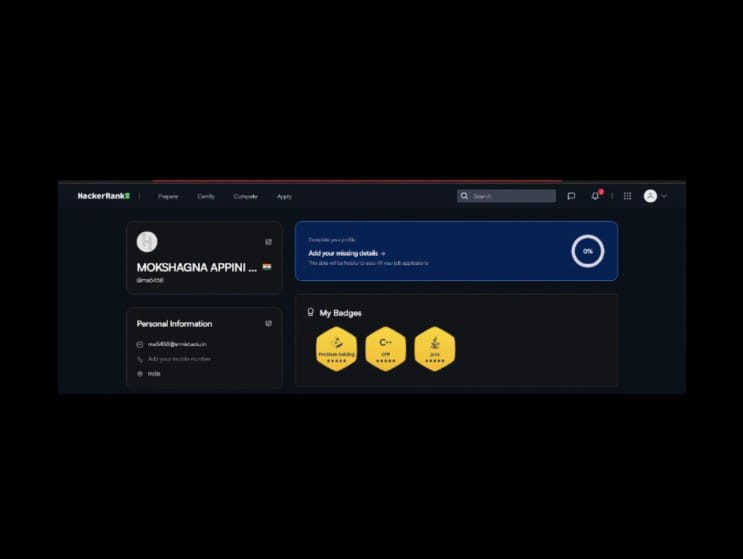 HackerRank
Prepare Certify Compete Apply
Search
MOKSHAGNA APPINI ...
@ma5458
Personal Information
ma5458@srmist.edu.in
Add your mobile number
India
Complete your profile
Add your missing details →
This data will be helpful to auto-fill your job applications
0%
My Badges
Problem Solving
C++
CPP
Java